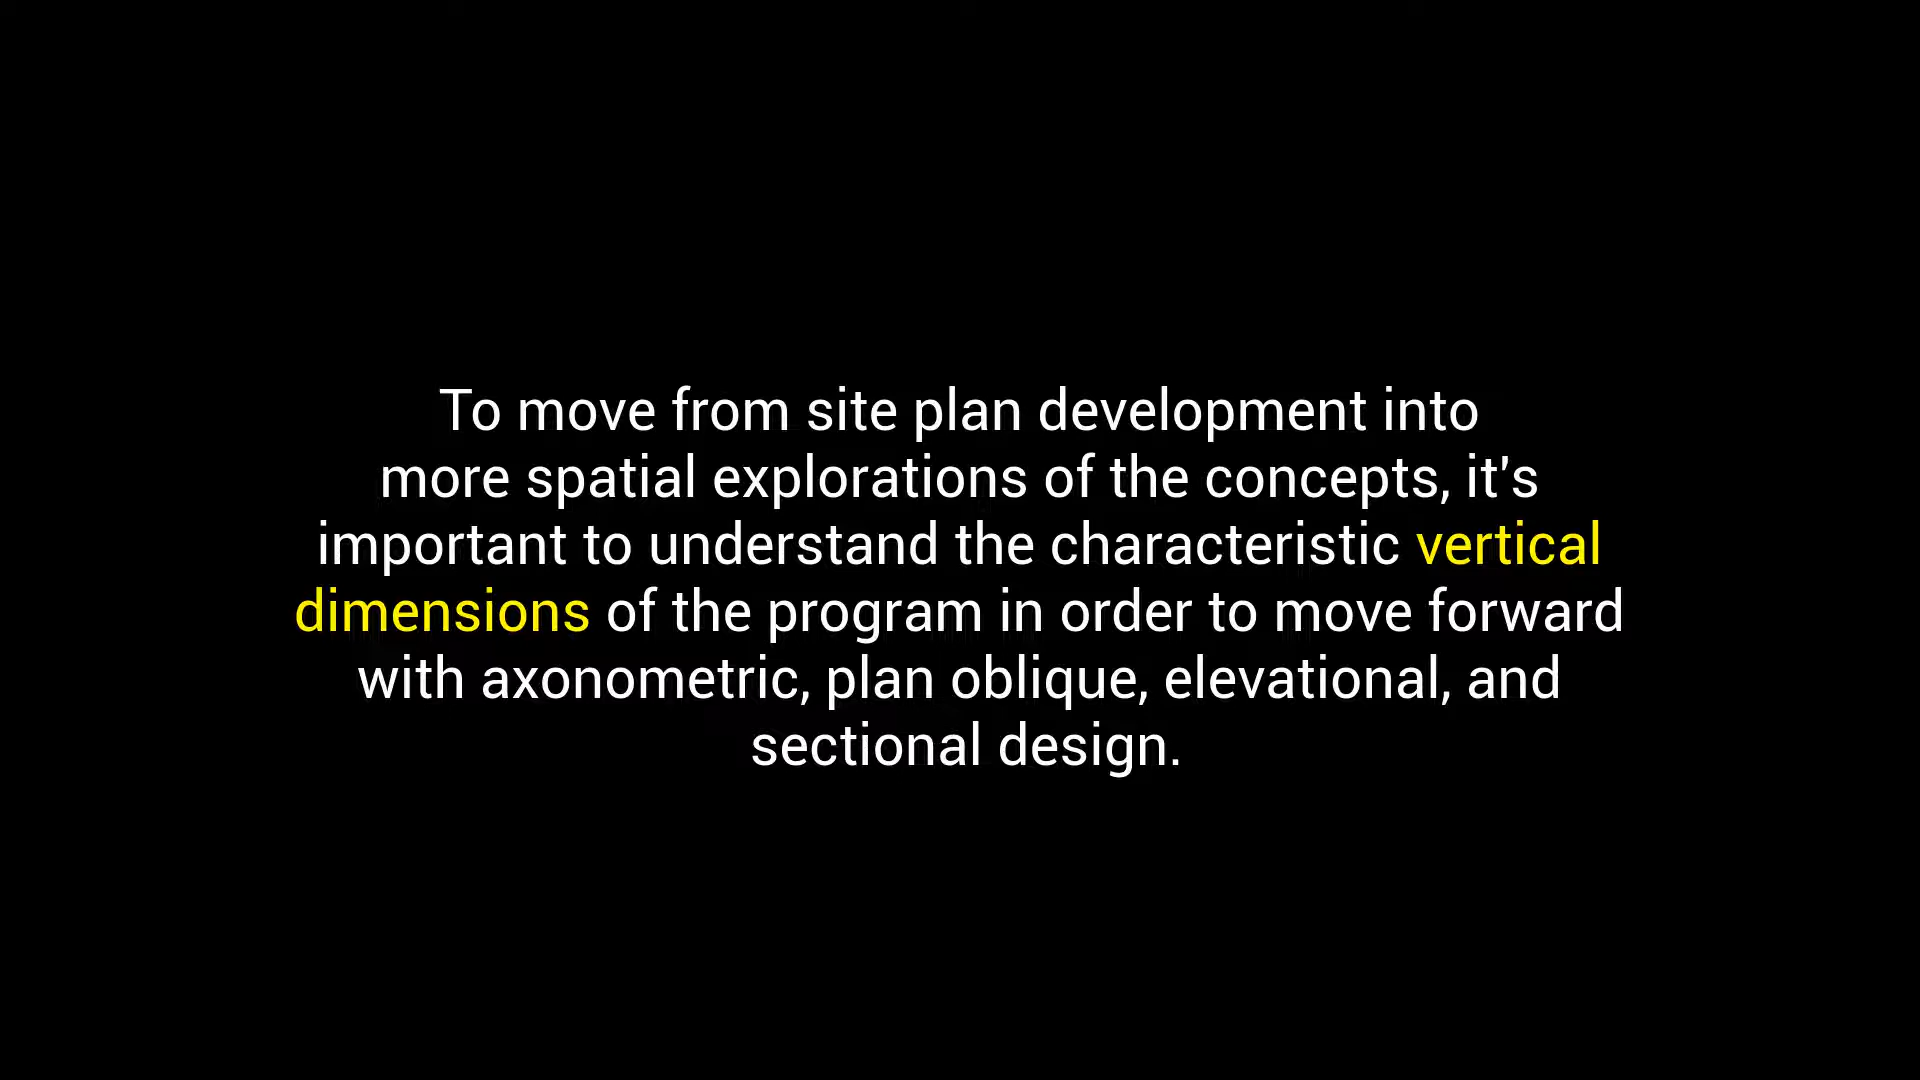 To move from site plan development into
more spatial explorations of the concepts, it's
important to understand the characteristic vertical
dimensions of the program in order to move forward
with axonometric, plan oblique, elevational, and
sectional design.